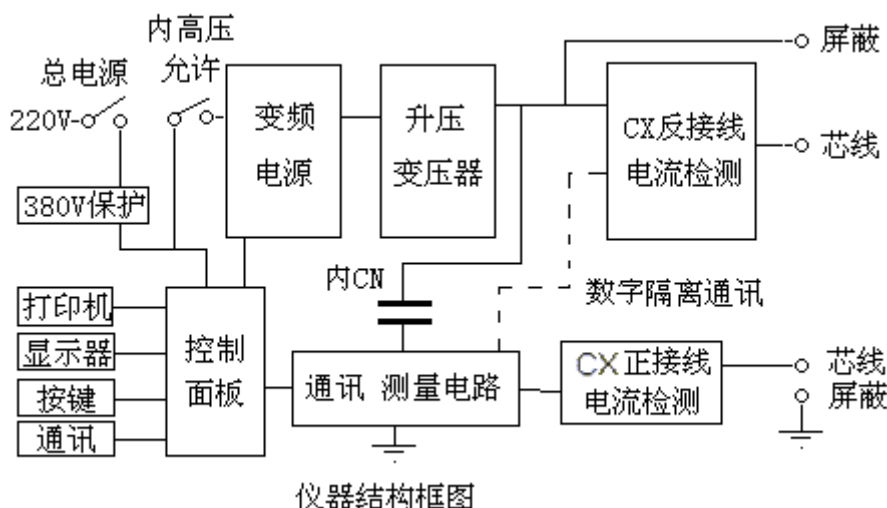 内高压
允许
总电源
220V
380V保护
变频
电源
升压
变压器
CX反接线
电流检测
屏蔽
芯线
内CN
数字隔离通讯
打印机
显示器
按键
通讯
控制
面板
通讯 测量电路
CX正接线
电流检测
芯线
屏蔽
仪器结构框图